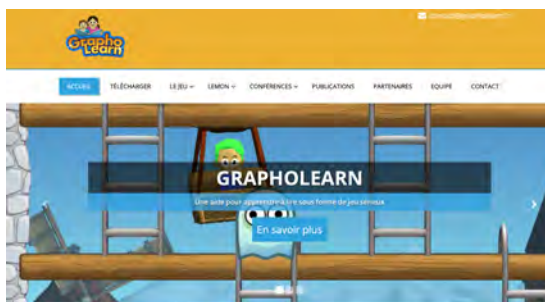 Grapho
Learn
ACCUEIL TÉLÉCHARGER LE JEU LEMON CONFÉRENCES PUBLICATIONS PARTENAIRES EQUIPE CONTACT
GRAPHOLEARN
Une aide pour apprendre à lire sous forme de jeu sérieux
En savoir plus